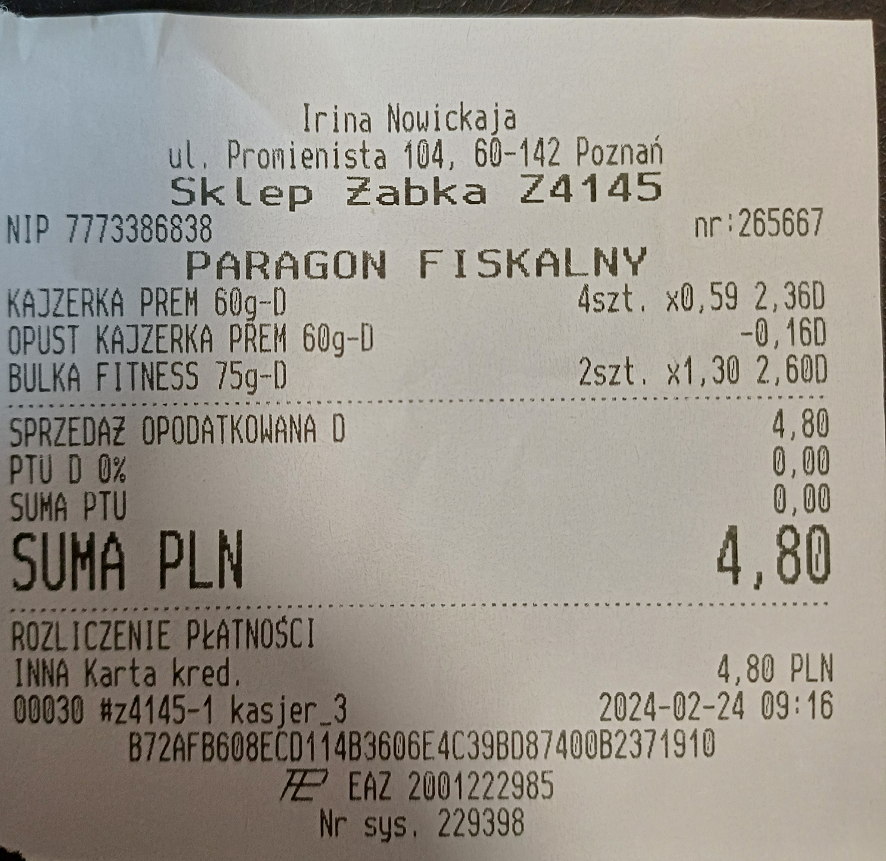 Irina Nowickaja
ul. Promienista 104, 60-142 Poznań
Sklep Żabka Z4145
NIP 7773386838 nr:265667
PARAGON FISKALNY
KAJZERKA PREM 60g-D 4szt. x0,59 2,36D
OPUST KAJZERKA PREM 60g-D -0,16D
BULKA FITNESS 75g-D 2szt. x1,30 2,60D
SPRZEDAŻ OPODATKOWANA D 4,80
PTU D 0% 0,00
SUMA PTU 0,00
SUMA PLN 4,80
ROZLICZENIE PŁATNOŚCI
INNA Karta kred. 4,80 PLN
00030 #z4145-1 kasjer_3 2024-02-24 09:16
B72AFB608ECD114B3606E4C39BD87400B2371910
EAZ 2001222985
Nr sys. 229398